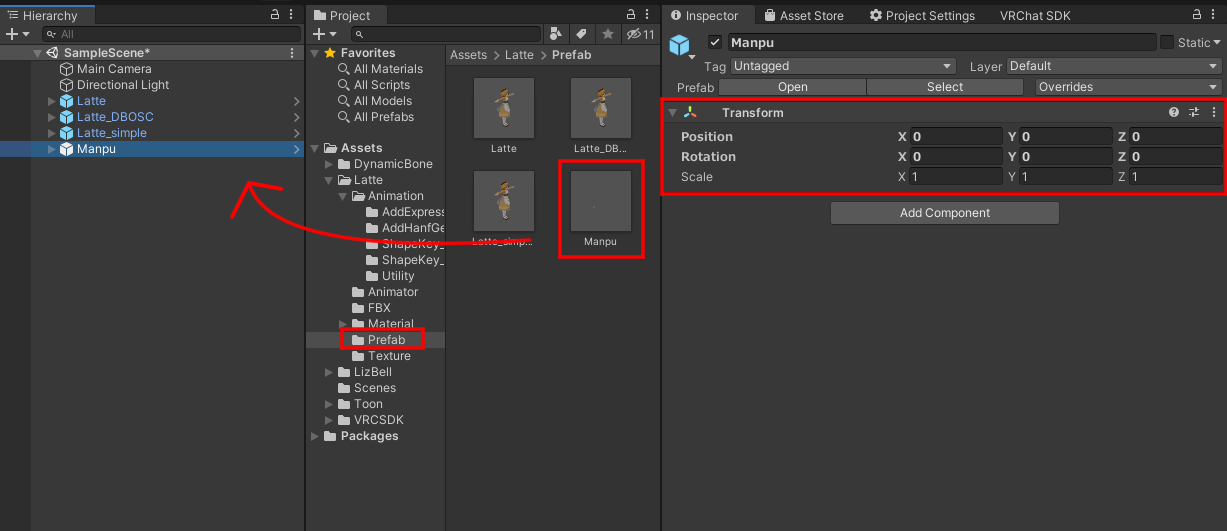 Hierarchy
All
SampleScene*
Main Camera
Directional Light
Latte
Latte_DBOSC
Latte_simple
Manpu
Project
11
Favorites
All Materials
All Scripts
All Models
All Prefabs
Assets
DynamicBone
Latte
Animation
AddExpress
AddHanfGe
ShapeKey_
ShapeKey_
Utility
Animator
FBX
Material
Prefab
Texture
LizBell
Scenes
Toon
VRCSDK
Packages
Assets > Latte > Prefab
Latte
Latte_DB...
Latte_simp...
Manpu
Inspector
Asset Store
Project Settings
VRChat SDK
Manpu
Static
Tag Untagged
Layer Default
Prefab Open Select Overrides
Transform
Position X 0 Y 0 Z 0
Rotation X 0 Y 0 Z 0
Scale X 1 Y 1 Z 1
Add Component